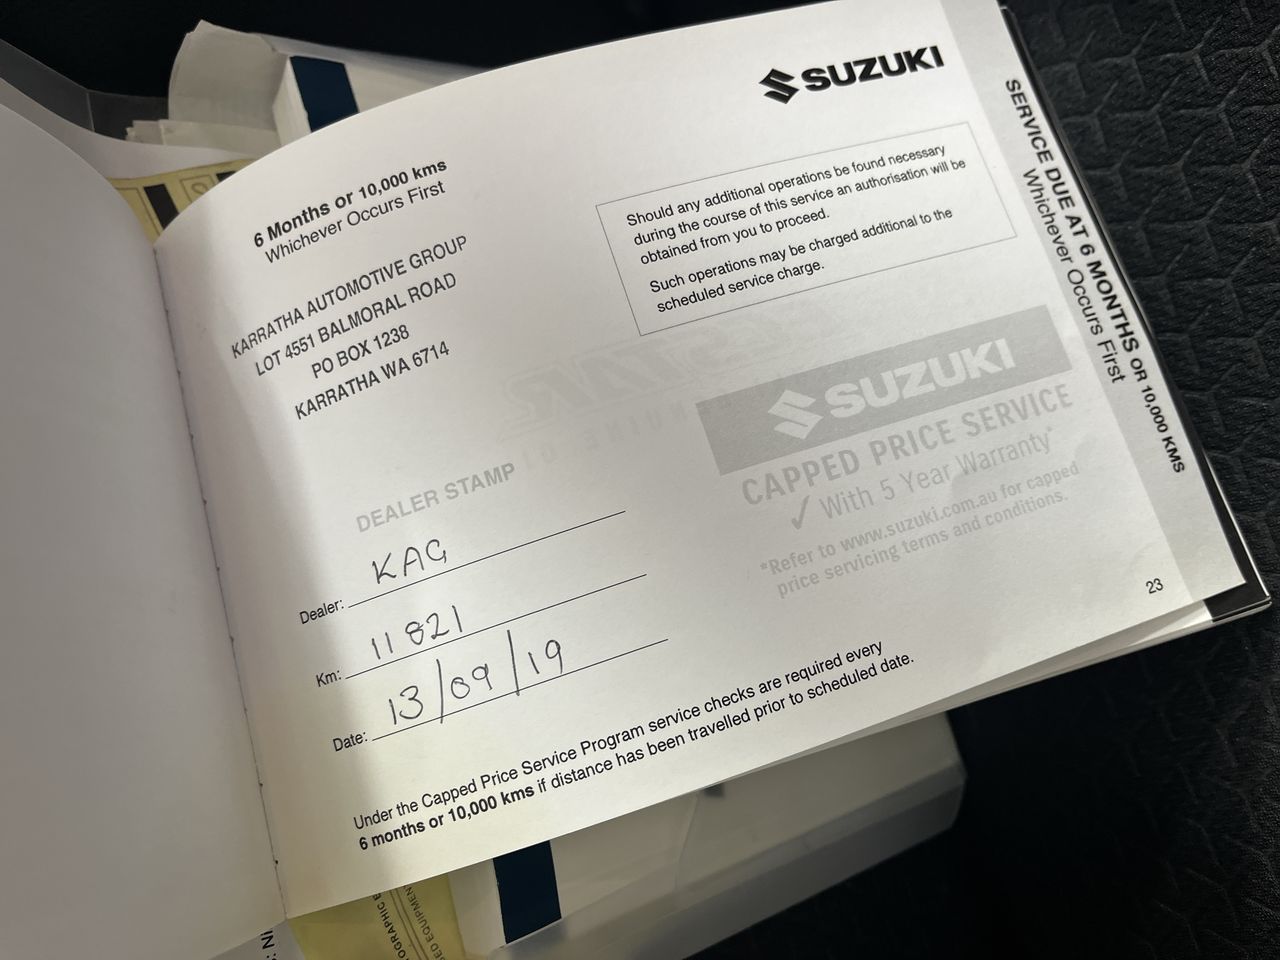 SUZUKI
6 Months or 10,000 kms
Whichever Occurs First
KARRATHA AUTOMOTIVE GROUP
LOT 4551 BALMORAL ROAD
PO BOX 1238
KARRATHA WA 6714
Should any additional operations be found necessary
during the course of this service an authorisation will be
obtained from you to proceed.
Such operations may be charged additional to the
scheduled service charge.
SUZUKI
CAPPED PRICE SERVICE
✓ With 5 Year Warranty*
*Refer to www.suzuki.com.au for capped
price servicing terms and conditions.
DEALER STAMP
Dealer: KAG
Km: 11821
Date: 13/09/19
Under the Capped Price Service Program service checks are required every
6 months or 10,000 kms if distance has been travelled prior to scheduled date.
23
SERVICE DUE AT 6 MONTHS OR 10,000 KMS
Whichever Occurs First